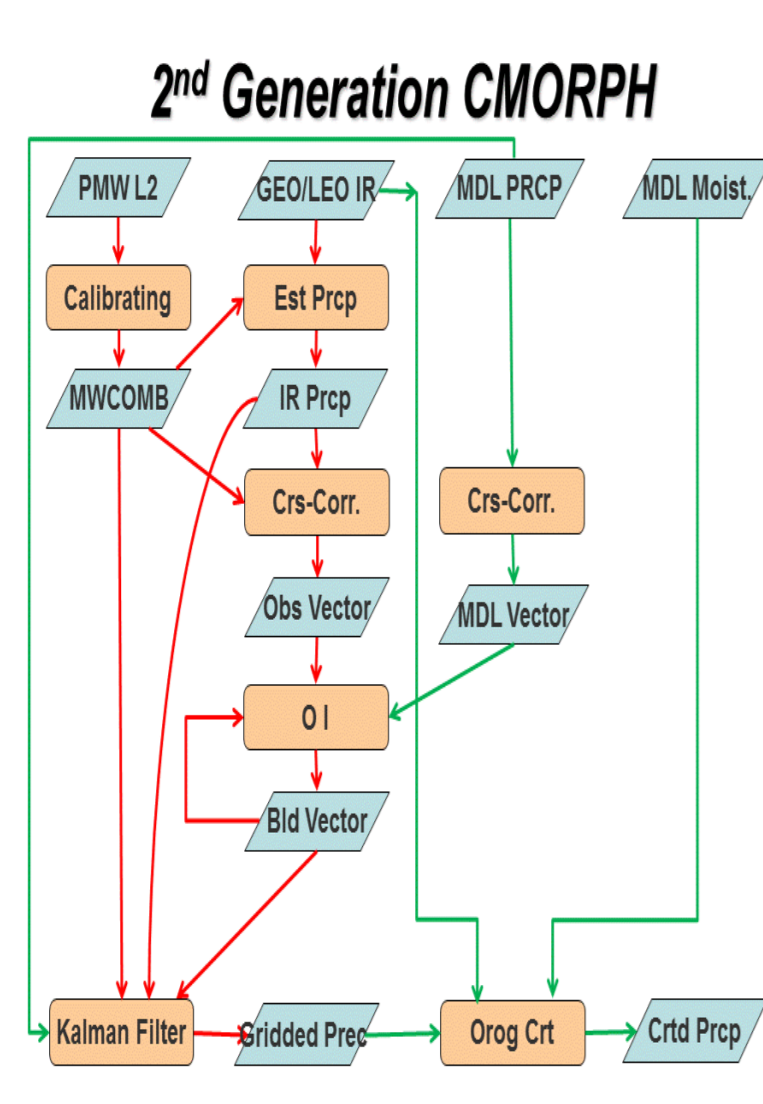 2nd Generation CMORPH
PMW L2
GEO/LEO IR
MDL PRCP
MDL Moist.
Calibrating
Est Prcp
MWCOMB
IR Prcp
Crs-Corr.
Crs-Corr.
Obs Vector
MDL Vector
O I
Bld Vector
Kalman Filter
Gridded Prec
Orog Crt
Crtd Prcp